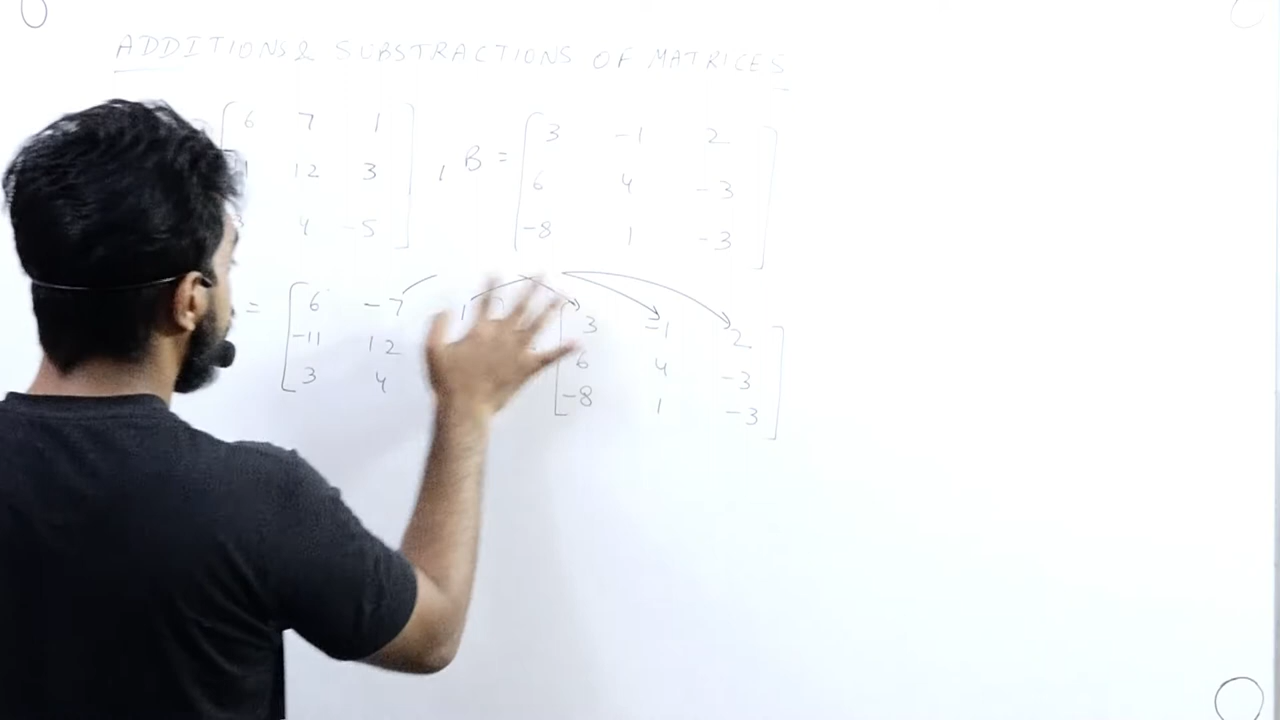 ADDITIONS & SUBSTRACTIONS OF MATRICES
6 7 1 3 -1 2
12 3 , B = 6 4 -3
4 -5 -8 1 -3
= 6 -7 1 3 -1 2
-11 12 6 4 -3
3 4 -8 1 -3